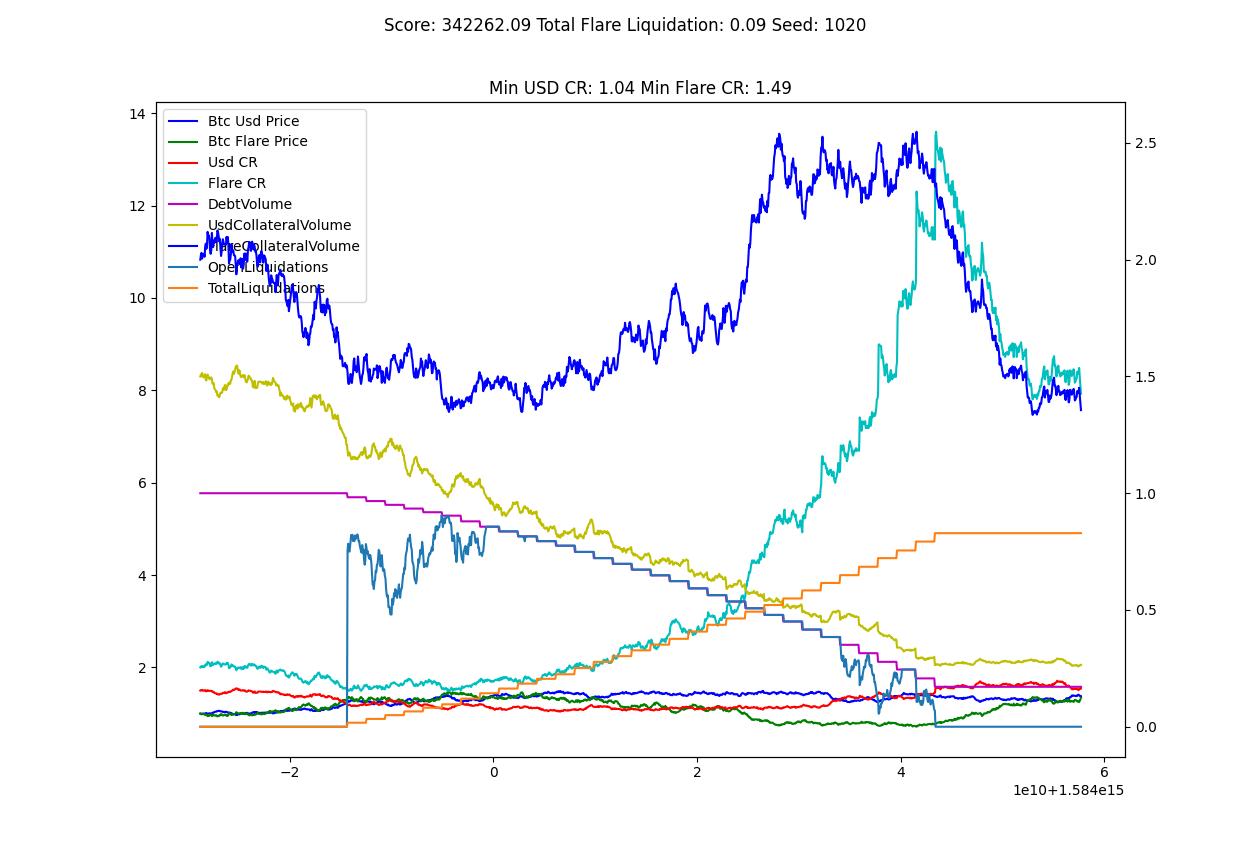 Score: 342262.09 Total Flare Liquidation: 0.09 Seed: 1020
Min USD CR: 1.04 Min Flare CR: 1.49
Btc Usd Price
Btc Flare Price
Usd CR
Flare CR
DebtVolume
UsdCollateralVolume
FlareCollateralVolume
OpenLiquidations
TotalLiquidations
14
12
10
8
6
4
2
2.5
2.0
1.5
1.0
0.5
0.0
−2
0
2
4
6
1e10+1.584e15